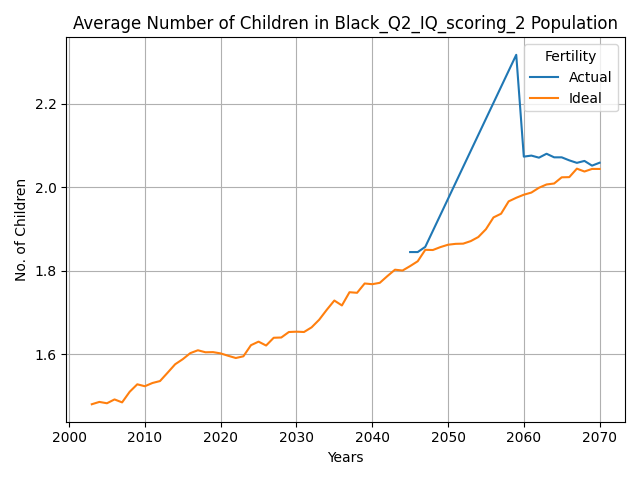 Average Number of Children in Black_Q2_IQ_scoring_2 Population
Fertility
Actual
Ideal
No. of Children
2.2
2.0
1.8
1.6
2000 2010 2020 2030 2040 2050 2060 2070
Years